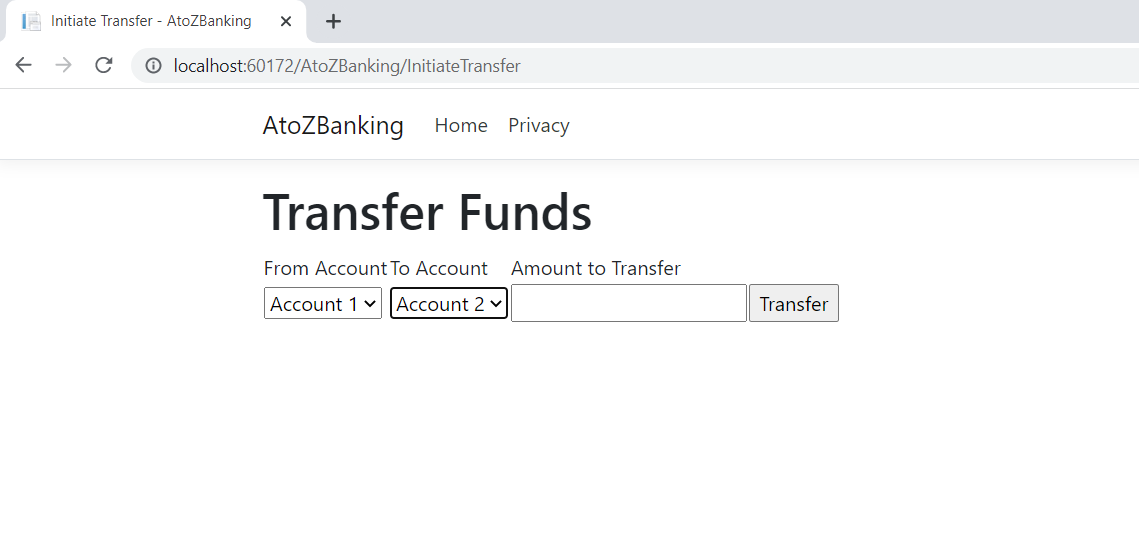 Initiate Transfer - AtoZBanking
localhost:60172/AtoZBanking/InitiateTransfer
AtoZBanking Home Privacy
Transfer Funds
From Account To Account Amount to Transfer
Account 1 Account 2 Transfer